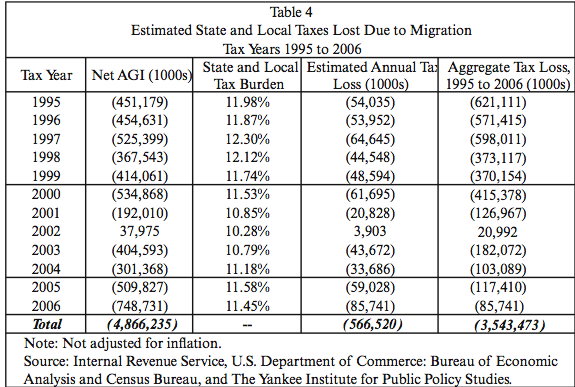 Table 4
Estimated State and Local Taxes Lost Due to Migration
Tax Years 1995 to 2006
Tax Year Net AGI (1000s) State and Local Tax Burden Estimated Annual Tax Loss (1000s) Aggregate Tax Loss, 1995 to 2006 (1000s)
1995 (451,179) 11.98% (54,035) (621,111)
1996 (454,631) 11.87% (53,952) (571,415)
1997 (525,399) 12.30% (64,645) (598,011)
1998 (367,543) 12.12% (44,548) (373,117)
1999 (414,061) 11.74% (48,594) (370,154)
2000 (534,868) 11.53% (61,695) (415,378)
2001 (192,010) 10.85% (20,828) (126,967)
2002 37,975 10.28% 3,903 20,992
2003 (404,593) 10.79% (43,672) (182,072)
2004 (301,368) 11.18% (33,686) (103,089)
2005 (509,827) 11.58% (59,028) (117,410)
2006 (748,731) 11.45% (85,741) (85,741)
Total (4,866,235) -- (566,520) (3,543,473)
Note: Not adjusted for inflation.
Source: Internal Revenue Service, U.S. Department of Commerce: Bureau of Economic
Analysis and Census Bureau, and The Yankee Institute for Public Policy Studies.